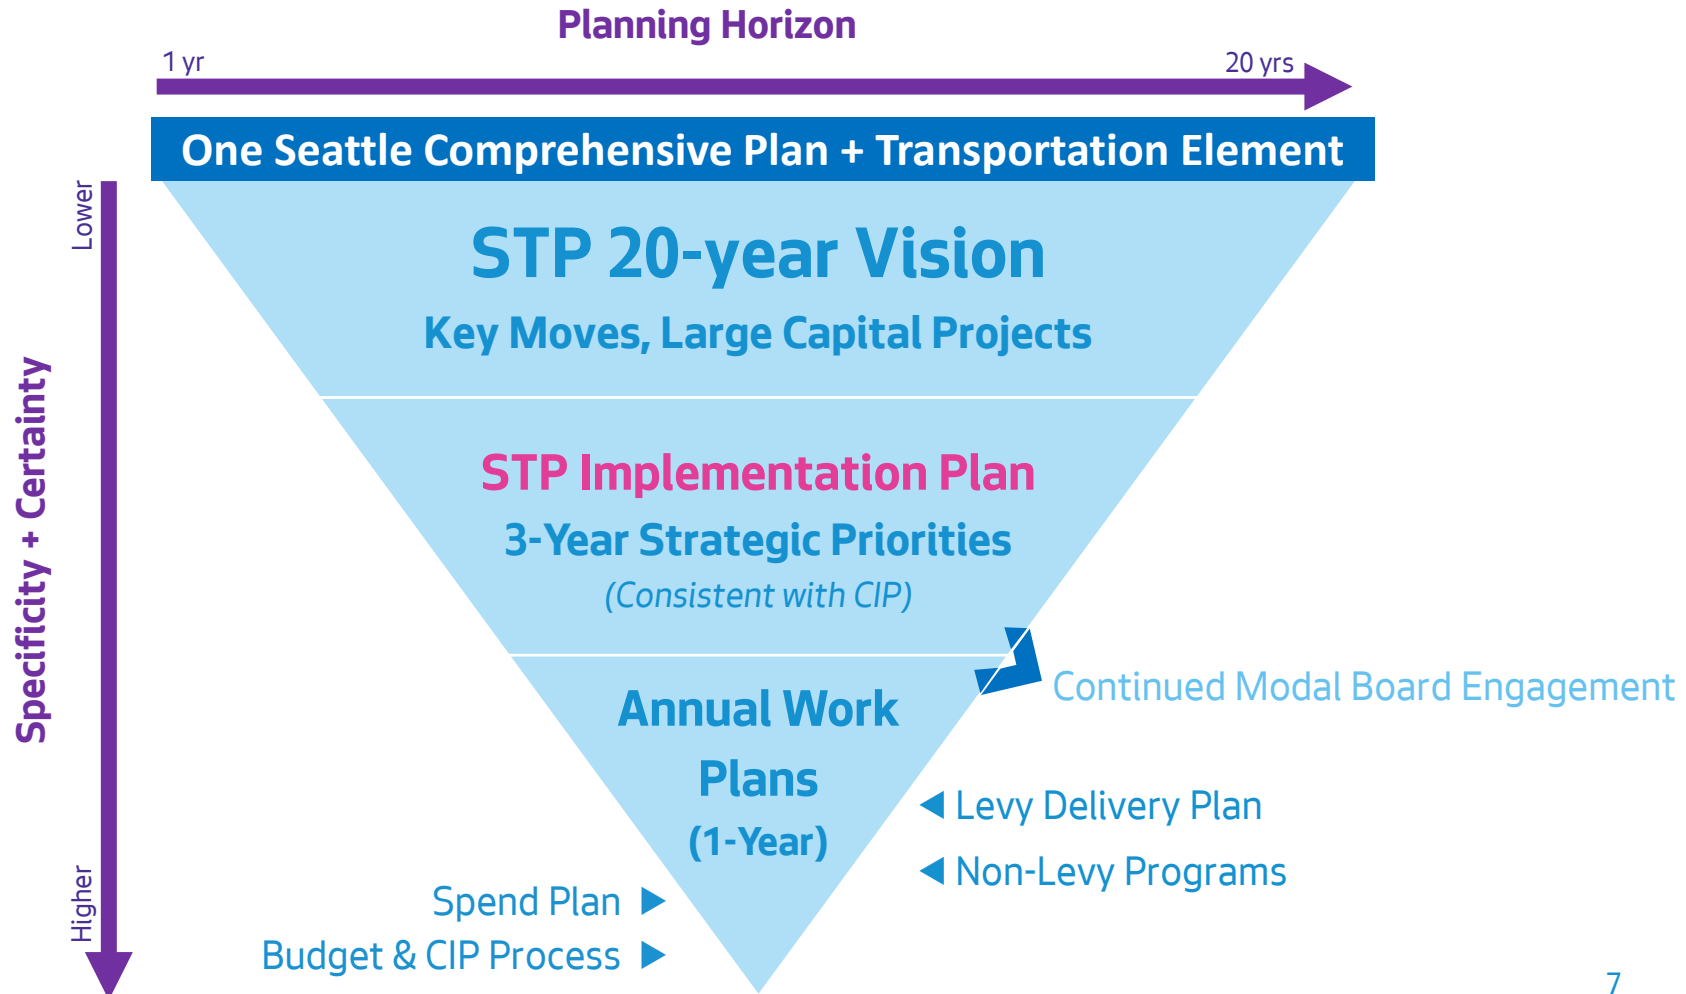 Planning Horizon
1 yr
20 yrs
One Seattle Comprehensive Plan + Transportation Element
Lower
Specificity + Certainty
Higher
STP 20-year Vision
Key Moves, Large Capital Projects
STP Implementation Plan
3-Year Strategic Priorities
(Consistent with CIP)
Continued Modal Board Engagement
Annual Work
Plans
(1-Year)
Levy Delivery Plan
Non-Levy Programs
Spend Plan
Budget & CIP Process
7